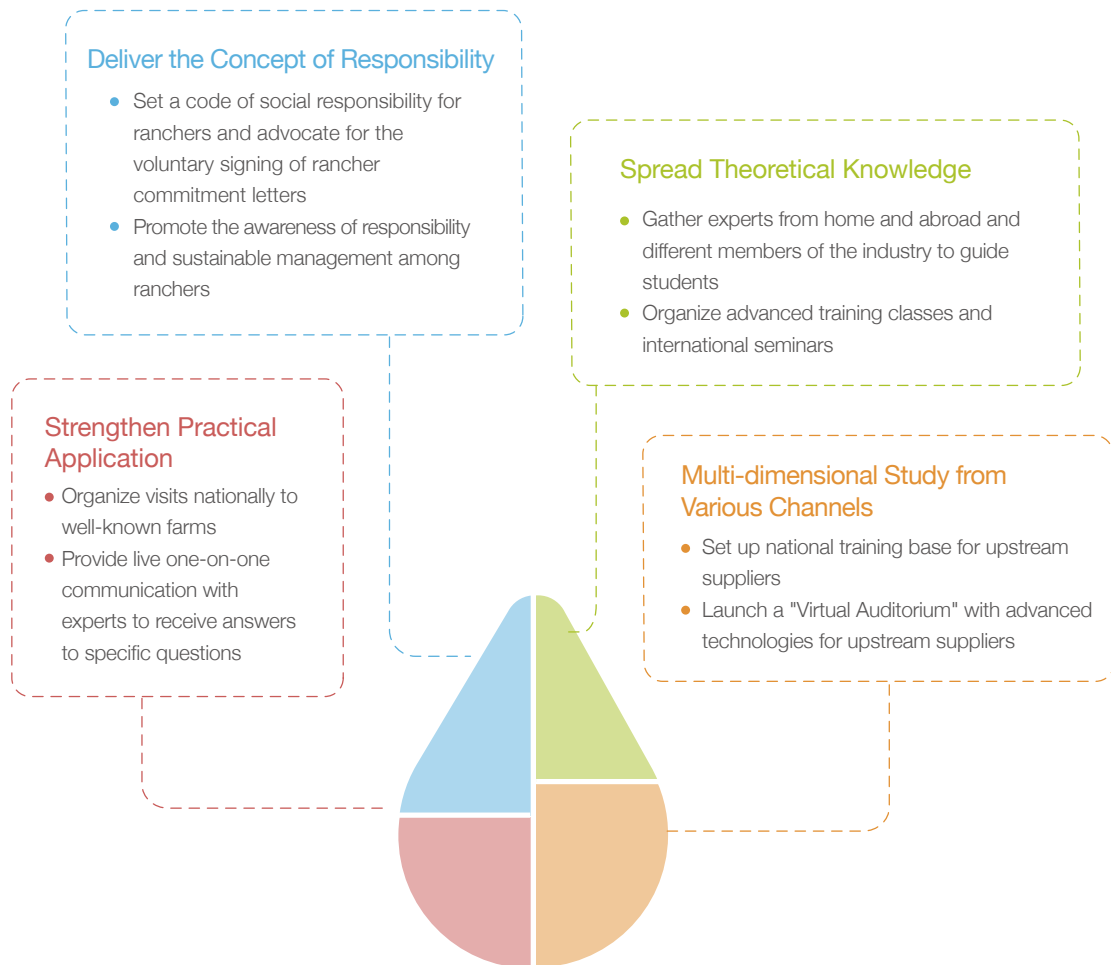 Deliver the Concept of Responsibility
• Set a code of social responsibility for
ranchers and advocate for the
voluntary signing of rancher
commitment letters
• Promote the awareness of responsibility
and sustainable management among
ranchers
Spread Theoretical Knowledge
• Gather experts from home and abroad and
different members of the industry to guide
students
• Organize advanced training classes and
international seminars
Strengthen Practical
Application
• Organize visits nationally to
well-known farms
• Provide live one-on-one
communication with
experts to receive answers
to specific questions
Multi-dimensional Study from
Various Channels
• Set up national training base for upstream
suppliers
• Launch a "Virtual Auditorium" with advanced
technologies for upstream suppliers